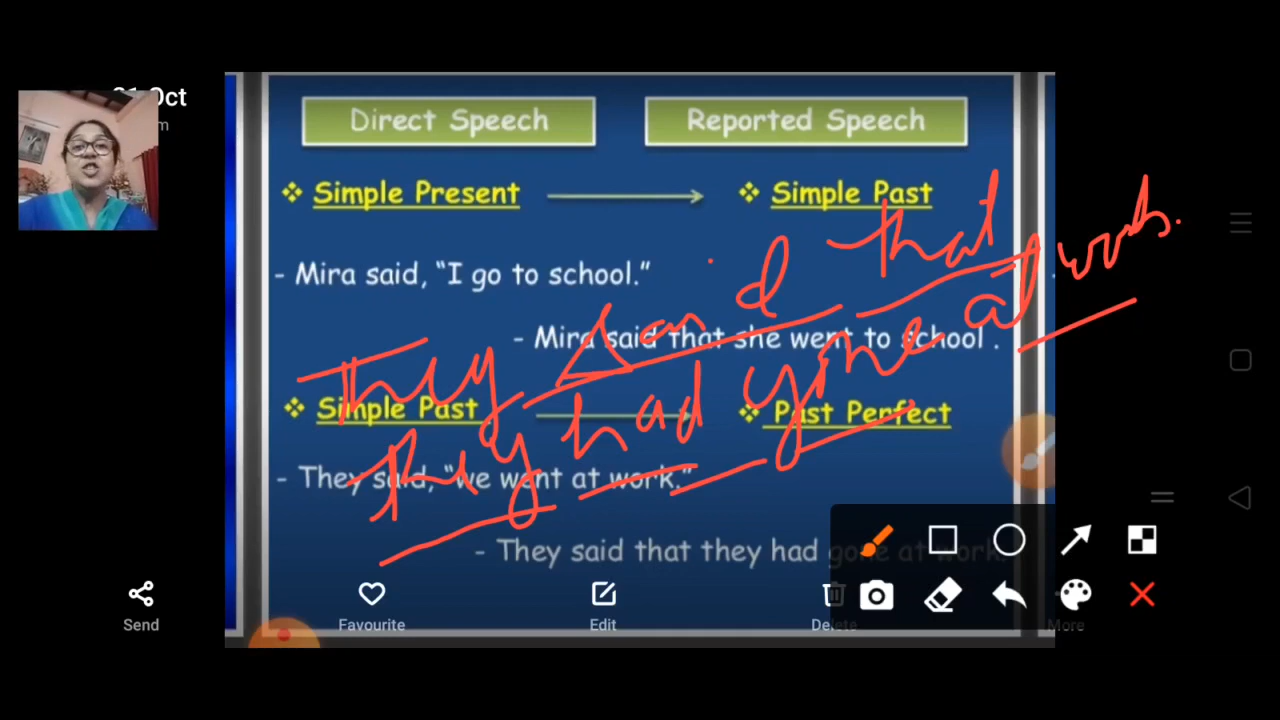 Oct
m
Direct Speech
Reported Speech
❖ Simple Present
❖ Simple Past
- Mira said, “I go to school.”
- Mira said that she went to school .
They said that
they had gone at work.
❖ Simple Past
❖ Past Perfect
- They said, “we went at work.”
- They said that they had gone at work.
Send
Favourite
Edit
Delete
More